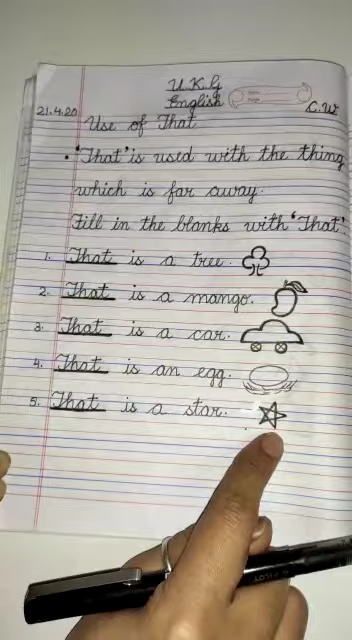 U.K.G
English
21.4.20
C.W
Use of That
• 'That' is used with the thing
which is far away.
Fill in the blanks with 'That'
1. That is a tree.
2. That is a mango.
3. That is a car.
4. That is an egg.
5. That is a star.
PILOT